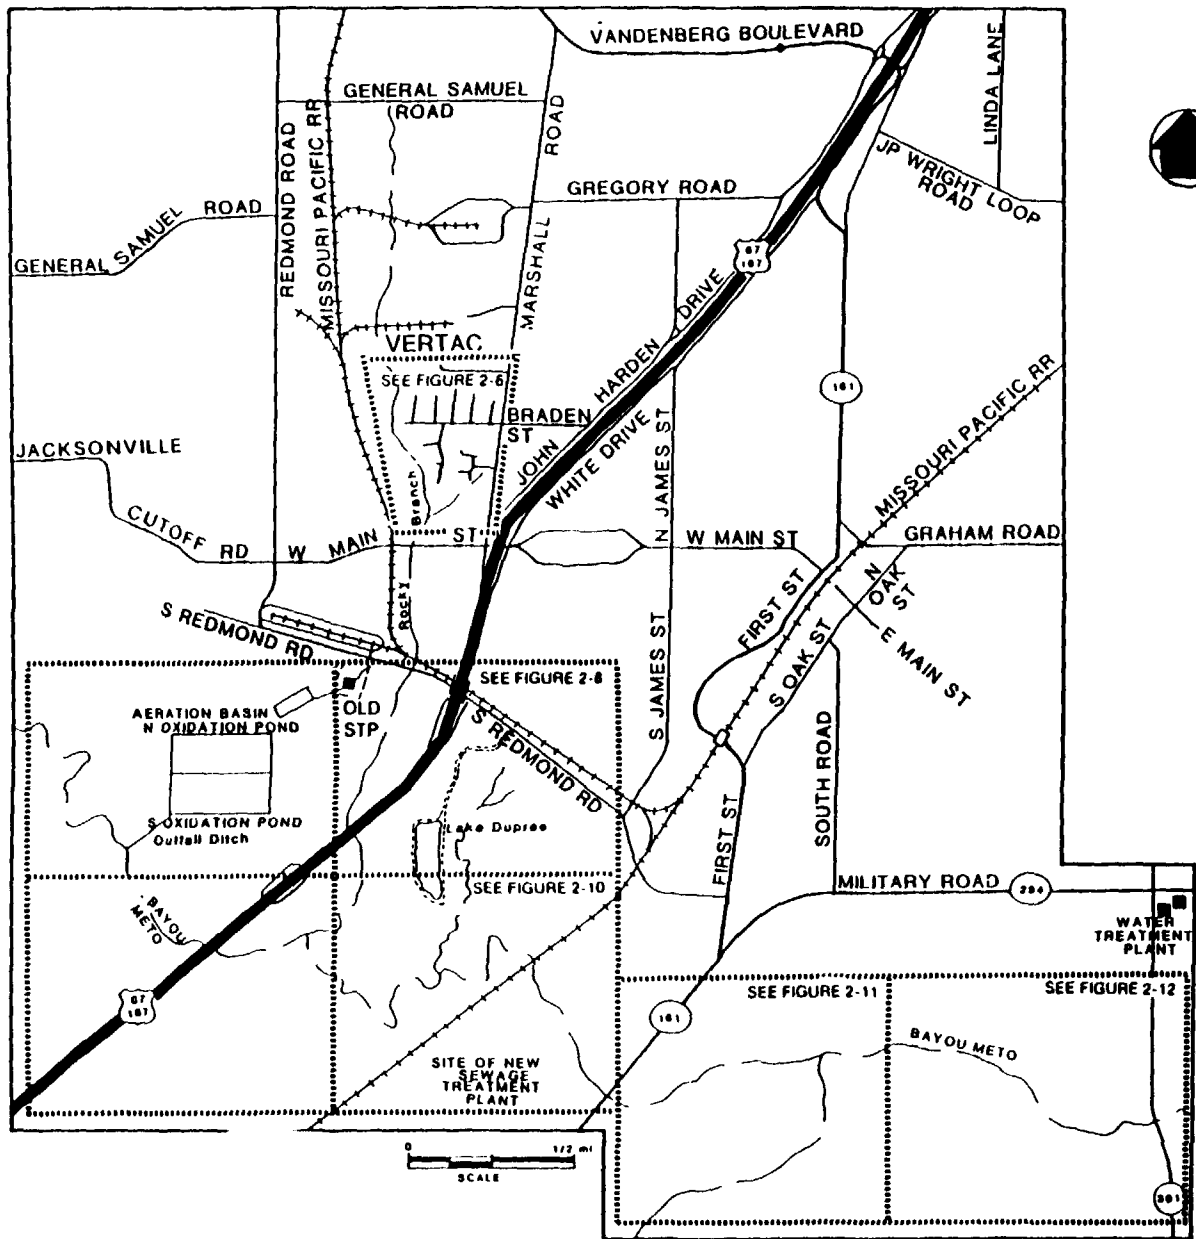 VANDENBERG BOULEVARD
LINDA LANE
GENERAL SAMUEL
ROAD
ROAD
MARSHALL
REDMOND ROAD
MISSOURI PACIFIC RR
JP WRIGHT LOOP
ROAD
GREGORY ROAD
GENERAL SAMUEL ROAD
67
167
JOHN HARDEN DRIVE
WHITE DRIVE
VERTAC
SEE FIGURE 2-6
BRADEN
ST
161
MISSOURI PACIFIC RR
N JAMES ST
JACKSONVILLE
CUTOFF RD
W MAIN ST
Rocky Branch
W MAIN ST
GRAHAM ROAD
N OAK ST
FIRST ST
E MAIN ST
S OAK ST
S JAMES ST
S REDMOND RD
SEE FIGURE 2-8
OLD
STP
AERATION BASIN
N OXIDATION POND
S REDMOND RD
SOUTH ROAD
S OXIDATION POND
Outfall Ditch
Lake Dupree
FIRST ST
SEE FIGURE 2-10
MILITARY ROAD
294
BAYOU
METO
WATER
TREATMENT
PLANT
67
167
161
SEE FIGURE 2-11
SEE FIGURE 2-12
BAYOU METO
SITE OF NEW
SEWAGE
TREATMENT
PLANT
0
1/2 mi
SCALE
391